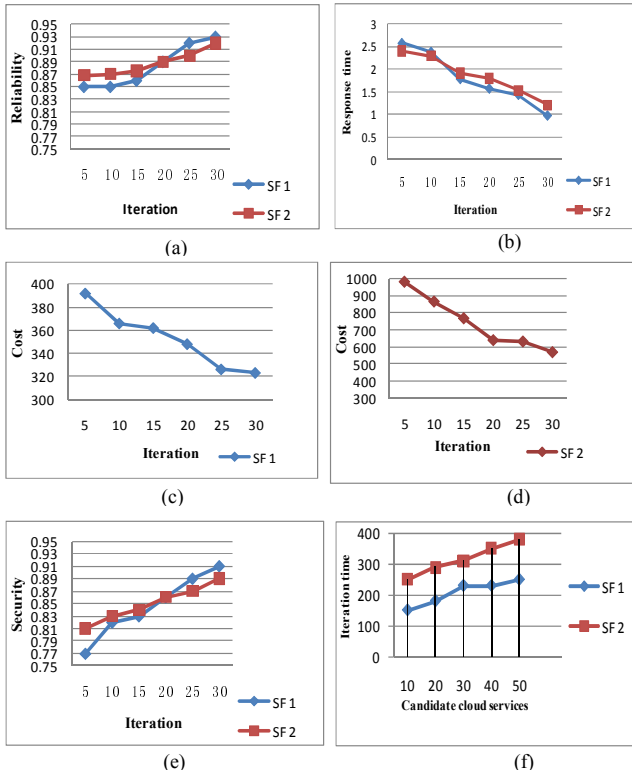 0.95
0.93
0.91
0.89
0.87
0.85
0.83
0.81
0.79
0.77
0.75
Reliability
5 10 15 20 25 30
Iteration
SF 1
SF 2
(a)
3
2.5
2
1.5
1
0.5
0
Response time
5 10 15 20 25 30
Iteration
SF 1
SF 2
(b)
400
380
360
340
320
300
Cost
5 10 15 20 25 30
Iteration
SF 1
(c)
1000
900
800
700
600
500
400
300
Cost
5 10 15 20 25 30
Iteration
SF 2
(d)
0.95
0.93
0.91
0.89
0.87
0.85
0.83
0.81
0.79
0.77
0.75
Security
5 10 15 20 25 30
Iteration
SF 1
SF 2
(e)
400
300
200
100
0
Iteration time
10 20 30 40 50
Candidate cloud services
SF 1
SF 2
(f)